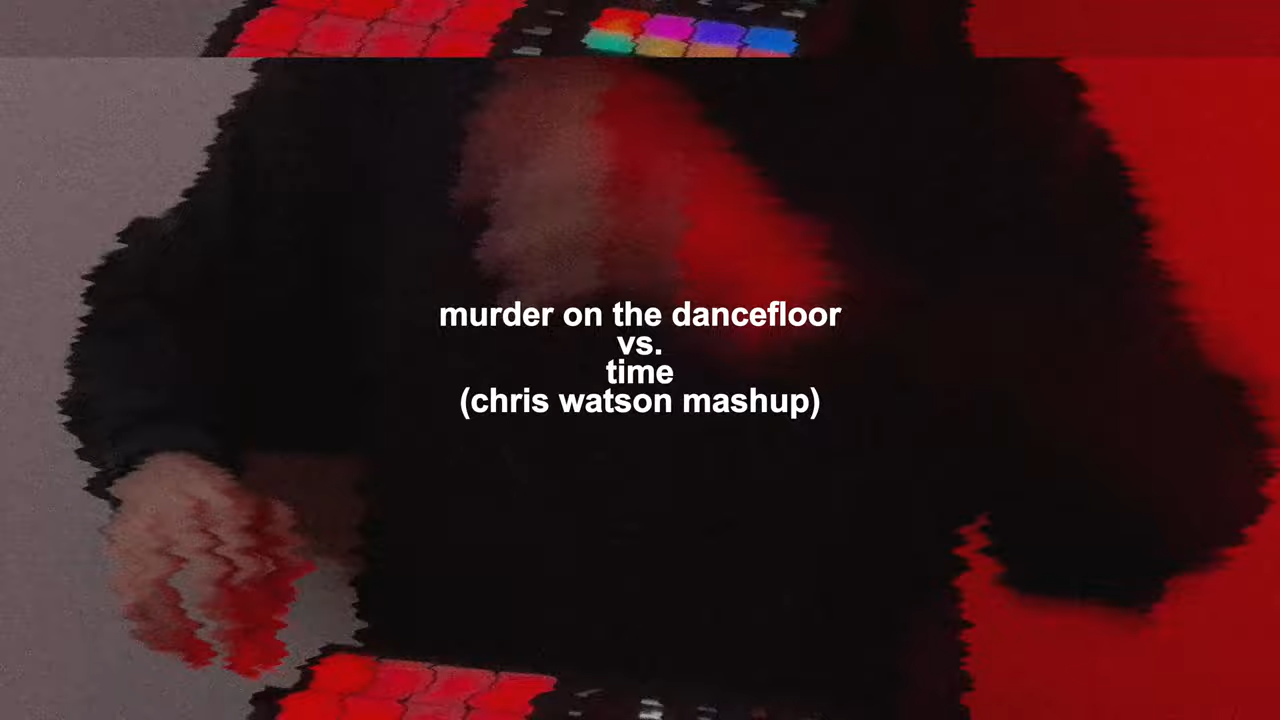 murder on the dancefloor
vs.
time
(chris watson mashup)